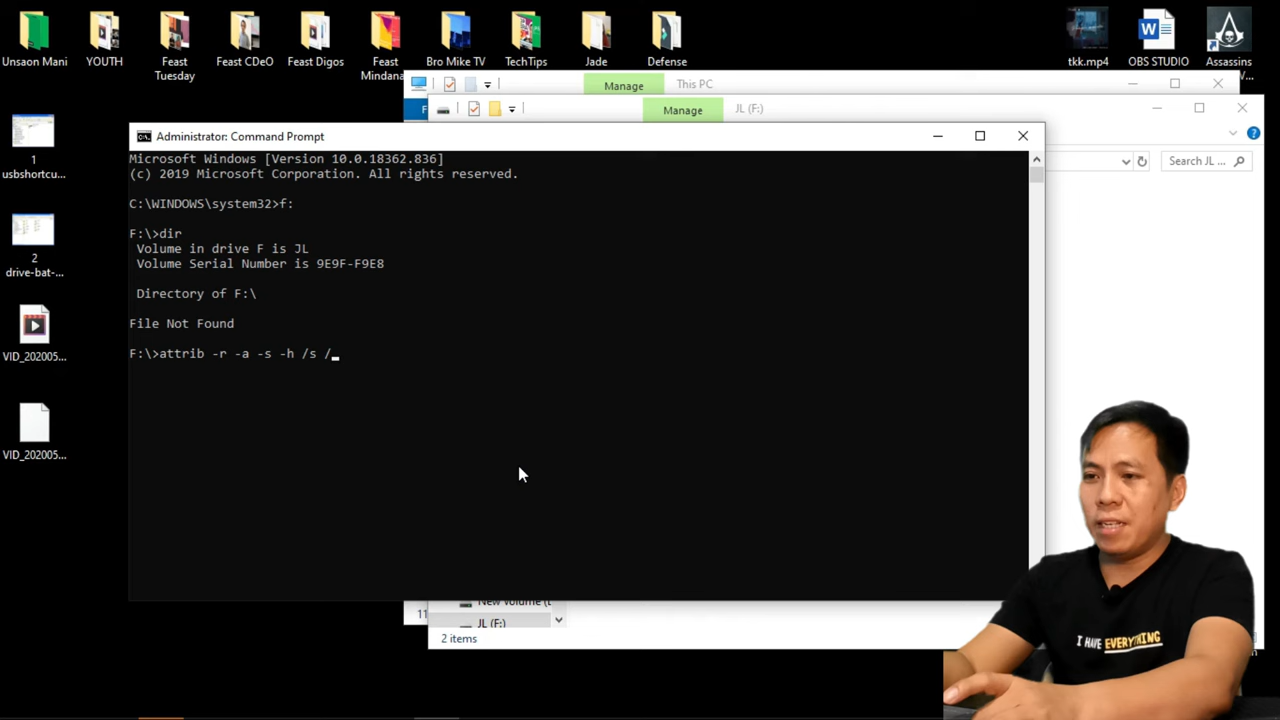 Unsaon Mani
YOUTH
Feast
Tuesday
Feast CDeO
Feast Digos
Feast
Mindana
Bro Mike TV
TechTips
Jade
Defense
tkk.mp4
OBS STUDIO
Assassins
V...
1
usbshortcu...
2
drive-bat-...
VID_202005...
VID_202005...
Manage
This PC
F
Manage
JL (F:)
Search JL ...
Administrator: Command Prompt
Microsoft Windows [Version 10.0.18362.836]
(c) 2019 Microsoft Corporation. All rights reserved.
C:\WINDOWS\system32>f:
F:\>dir
Volume in drive F is JL
Volume Serial Number is 9E9F-F9E8
Directory of F:\
File Not Found
F:\>attrib -r -a -s -h /s /_
11
JL (F:)
2 items
I HAVE EVERYTHING